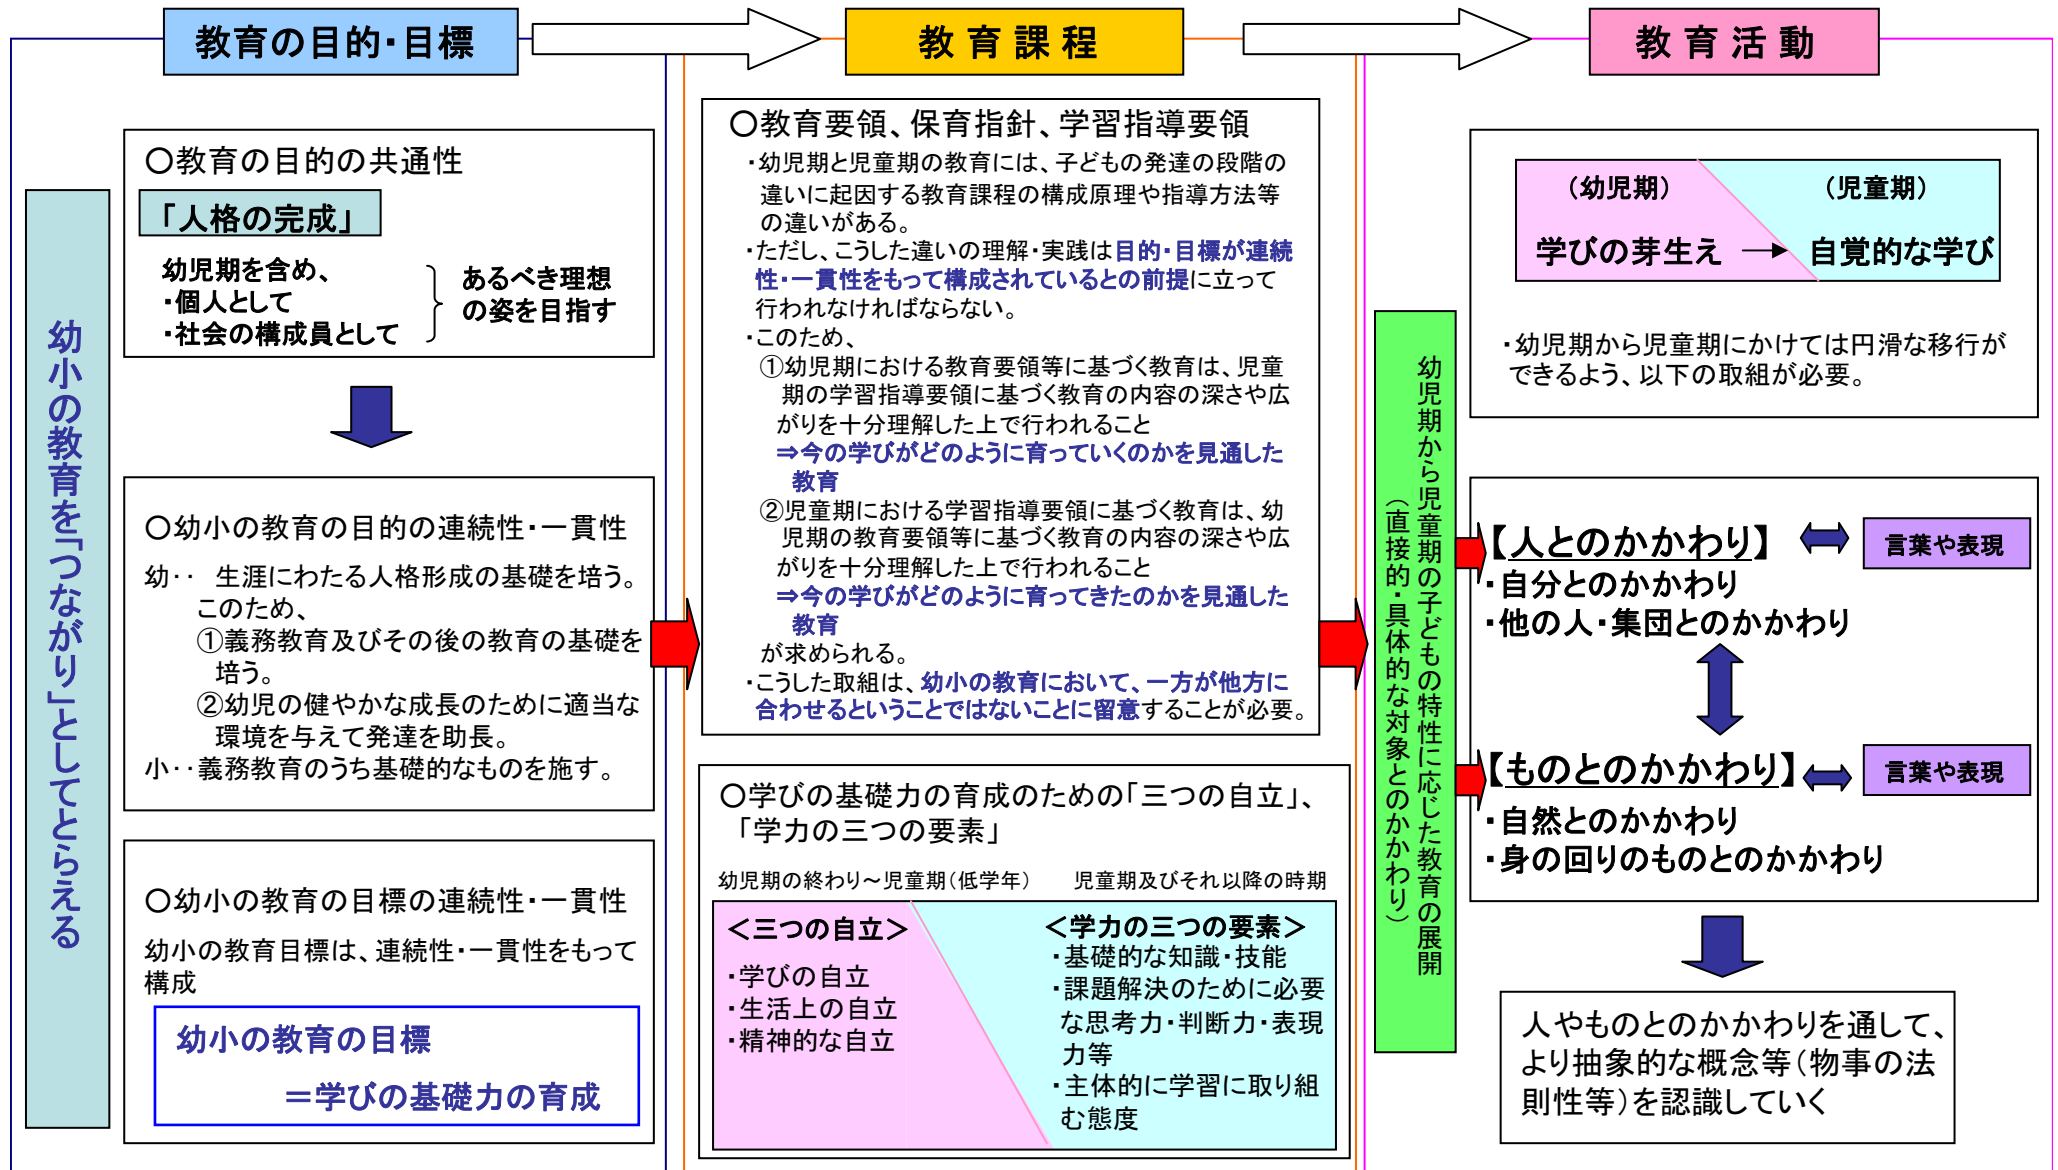 教育の目的・目標
教育課程
教育活動
幼小の教育を「つながり」としてとらえる
○教育の目的の共通性
「人格の完成」
幼児期を含め、
・個人として
・社会の構成員として
あるべき理想
の姿を目指す
○幼小の教育の目的の連続性・一貫性
幼・・ 生涯にわたる人格形成の基礎を培う。
このため、
①義務教育及びその後の教育の基礎を
培う。
②幼児の健やかな成長のために適当な
環境を与えて発達を助長。
小・・義務教育のうち基礎的なものを施す。
○幼小の教育の目標の連続性・一貫性
幼小の教育目標は、連続性・一貫性をもって
構成
幼小の教育の目標
＝学びの基礎力の育成
○教育要領、保育指針、学習指導要領
・幼児期と児童期の教育には、子どもの発達の段階の
違いに起因する教育課程の構成原理や指導方法等
の違いがある。
・ただし、こうした違いの理解・実践は目的・目標が連続
性・一貫性をもって構成されているとの前提に立って
行われなければならない。
・このため、
①幼児期における教育要領等に基づく教育は、児童
期の学習指導要領に基づく教育の内容の深さや広
がりを十分理解した上で行われること
⇒今の学びがどのように育っていくのかを見通した
教育
②児童期における学習指導要領に基づく教育は、幼
児期の教育要領等に基づく教育の内容の深さや広
がりを十分理解した上で行われること
⇒今の学びがどのように育ってきたのかを見通した
教育
が求められる。
・こうした取組は、幼小の教育において、一方が他方に
合わせるということではないことに留意することが必要。
○学びの基礎力の育成のための「三つの自立」、
「学力の三つの要素」
幼児期の終わり～児童期（低学年）
児童期及びそれ以降の時期
＜三つの自立＞
・学びの自立
・生活上の自立
・精神的な自立
＜学力の三つの要素＞
・基礎的な知識・技能
・課題解決のために必要
な思考力・判断力・表現
力等
・主体的に学習に取り組
む態度
幼児期から児童期の子どもの特性に応じた教育の展開
（直接的・具体的な対象とのかかわり）
（幼児期）
（児童期）
学びの芽生え → 自覚的な学び
・幼児期から児童期にかけては円滑な移行が
できるよう、以下の取組が必要。
【人とのかかわり】
言葉や表現
・自分とのかかわり
・他の人・集団とのかかわり
【ものとのかかわり】
言葉や表現
・自然とのかかわり
・身の回りのものとのかかわり
人やものとのかかわりを通して、
より抽象的な概念等（物事の法
則性等）を認識していく